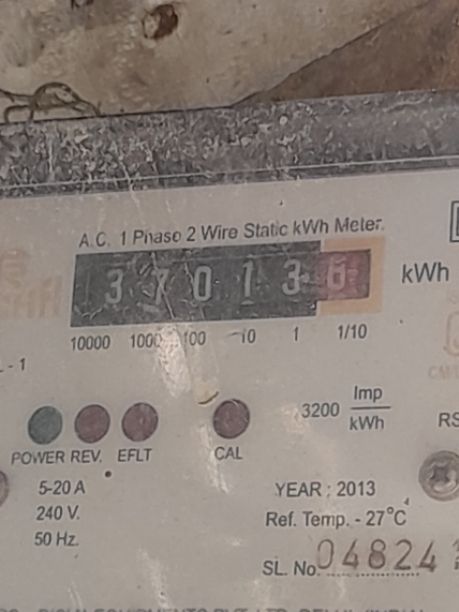 A.C. 1 Phase 2 Wire Static kWh Meter.
3 7 0 1 3 6 kWh
10000 1000 100 10 1 1/10
- 1
3200 Imp/kWh
POWER REV. EFLT CAL
5-20 A
240 V.
50 Hz.
YEAR : 2013
Ref. Temp. - 27°C
SL. No. 04824